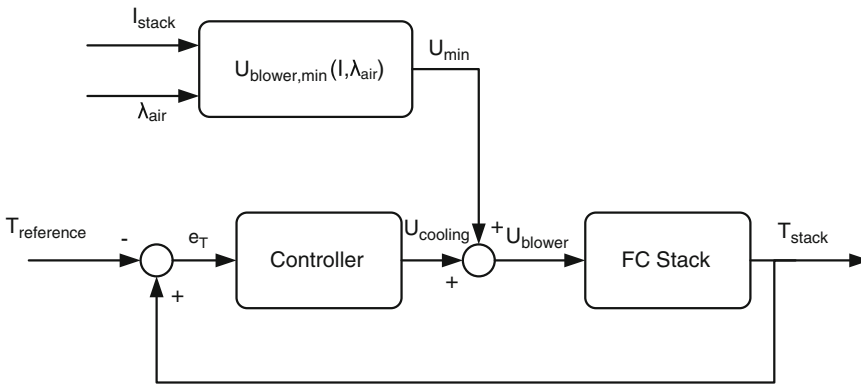 I_stack
U_min
U_blower,min (I,λ_air)
λ_air
T_reference
-
e_T
Controller
U_cooling
+
U_blower
FC Stack
T_stack
+
+